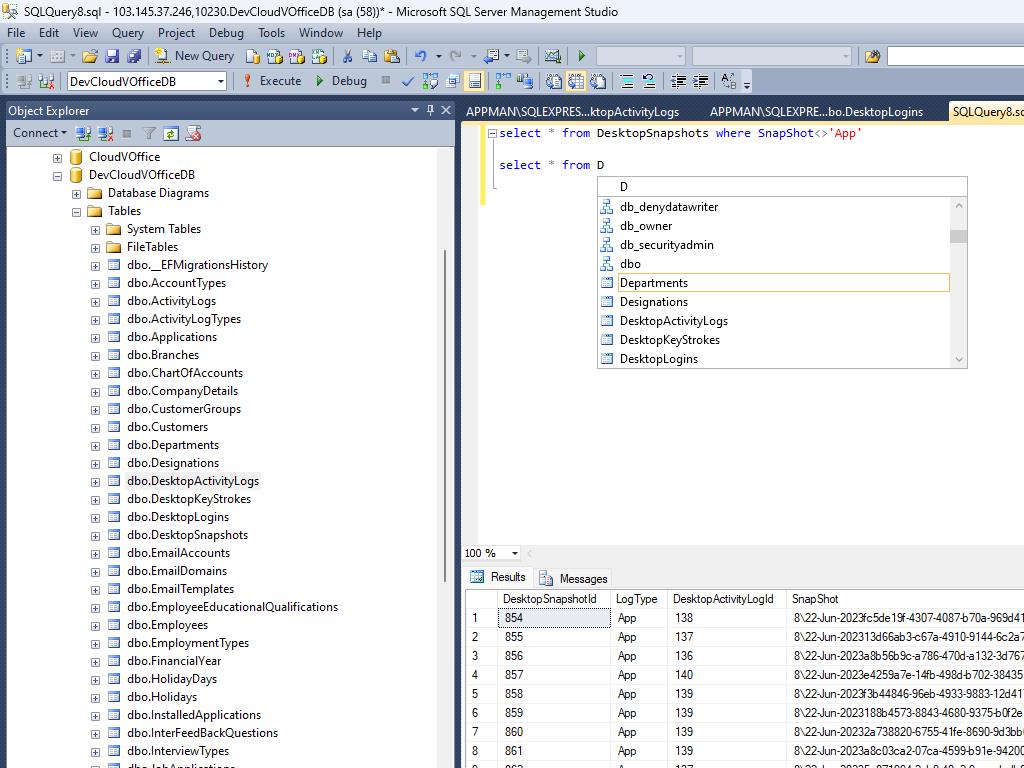 SQLQuery8.sql - 103.145.37.246,10230.DevCloudVOfficeDB (sa (58))* - Microsoft SQL Server Management Studio
File Edit View Query Project Debug Tools Window Help
New Query
DevCloudVOfficeDB Execute Debug
Object Explorer
APPMAN\SQLEXPRES...ktopActivityLogs APPMAN\SQLEXPRE...bo.DesktopLogins SQLQuery8.sq
Connect
CloudVOffice
DevCloudVOfficeDB
Database Diagrams
Tables
System Tables
FileTables
dbo.__EFMigrationsHistory
dbo.AccountTypes
dbo.ActivityLogs
dbo.ActivityLogTypes
dbo.Applications
dbo.Branches
dbo.ChartOfAccounts
dbo.CompanyDetails
dbo.CustomerGroups
dbo.Customers
dbo.Departments
dbo.Designations
dbo.DesktopActivityLogs
dbo.DesktopKeyStrokes
dbo.DesktopLogins
dbo.DesktopSnapshots
dbo.EmailAccounts
dbo.EmailDomains
dbo.EmailTemplates
dbo.EmployeeEducationalQualifications
dbo.Employees
dbo.EmploymentTypes
dbo.FinancialYear
dbo.HolidayDays
dbo.Holidays
dbo.InstalledApplications
dbo.InterFeedBackQuestions
dbo.InterviewTypes
select * from DesktopSnapshots where SnapShot<>'App'
select * from D
D
db_denydatawriter
db_owner
db_securityadmin
dbo
Departments
Designations
DesktopActivityLogs
DesktopKeyStrokes
DesktopLogins
100 %
Results Messages
DesktopSnapshotId LogType DesktopActivityLogId SnapShot
1 854 App 138 8\22-Jun-2023fc5de19f-4307-4087-b70a-969d41
2 855 App 137 8\22-Jun-202313d66ab3-c67a-4910-9144-6c2a7
3 856 App 136 8\22-Jun-2023a8b56b9c-a786-470d-a132-3d767
4 857 App 140 8\22-Jun-2023e4259a7e-14fb-498d-b702-38435
5 858 App 139 8\22-Jun-2023f3b44846-96eb-4933-9883-12d41
6 859 App 139 8\22-Jun-2023188b4573-8843-4680-9375-b0f2e
7 860 App 139 8\22-Jun-20232a738820-6755-41fe-8690-9d3bb
8 861 App 139 8\22-Jun-2023a8c03ca2-07ca-4599-b91e-94200